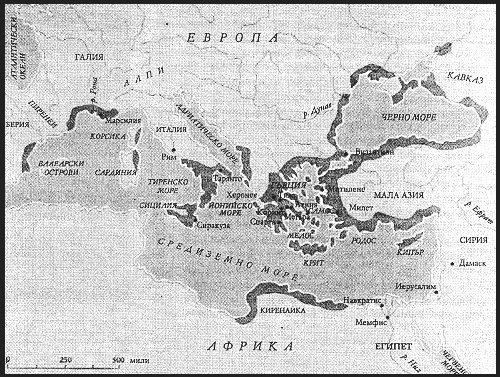 ЕВРОПА
АТЛАНТИЧЕСКИ
ОКЕАН
ГАЛИЯ
АЛПИ
КАВКАЗ
р. Рона
р. Дунав
ПИРЕНЕИ
Марсилия
АДРИАТИЧЕСКО МОРЕ
ЧЕРНО МОРЕ
БЕРИЯ
КОРСИКА
ИТАЛИЯ
Византион
Рим
ВАЛЕАРСКИ
ОСТРОВИ
САРДИНИЯ
Таранто
ГЪРЦИЯ
ТИРЕНСКО
МОРЕ
Херонея
Митилене
МАЛА АЗИЯ
СИЦИЛИЯ
ЙОНИЙСКО
МОРЕ
Атина
САМОС
Милет
р. Ефрат
Сиракуза
Спарта
МЕЛОС
РОДОС
КИПЪР
СИРИЯ
СРЕДИЗЕМНО МОРЕ
КРИТ
Дамаск
Йерусалим
КИРЕНАЙКА
Навкратис
Мемфис
АФРИКА
ЕГИПЕТ
р. Нил
ЧЕРВЕНО
МОРЕ
0 250 500 мили